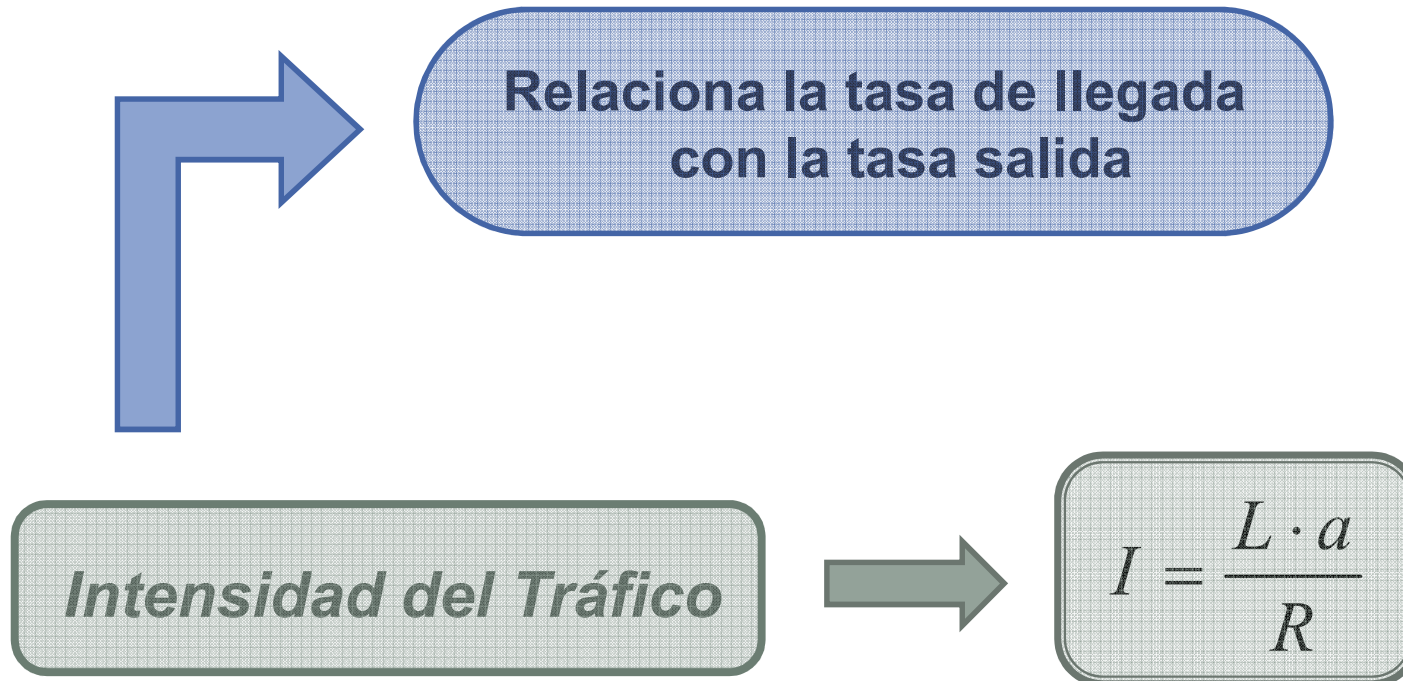 Relaciona la tasa de llegada
con la tasa salida
Intensidad del Tráfico
I = L · a / R